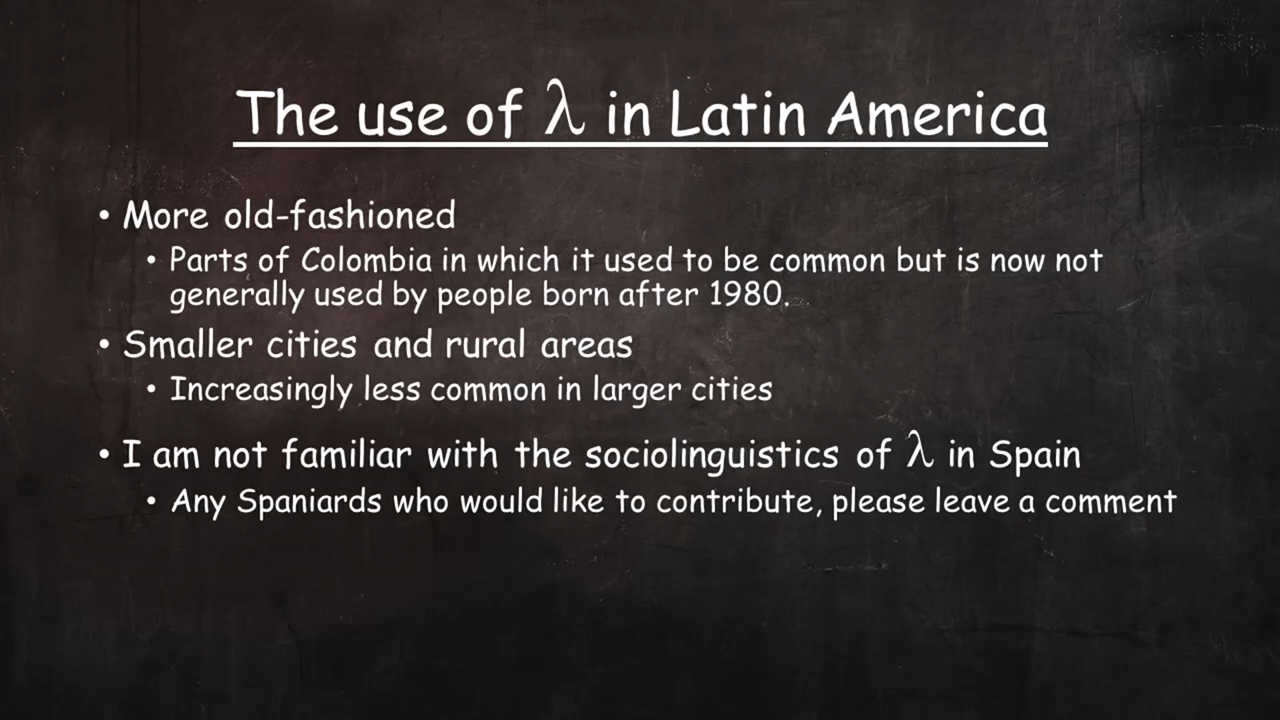 The use of λ in Latin America
• More old-fashioned
• Parts of Colombia in which it used to be common but is now not
generally used by people born after 1980.
• Smaller cities and rural areas
• Increasingly less common in larger cities
• I am not familiar with the sociolinguistics of λ in Spain
• Any Spaniards who would like to contribute, please leave a comment